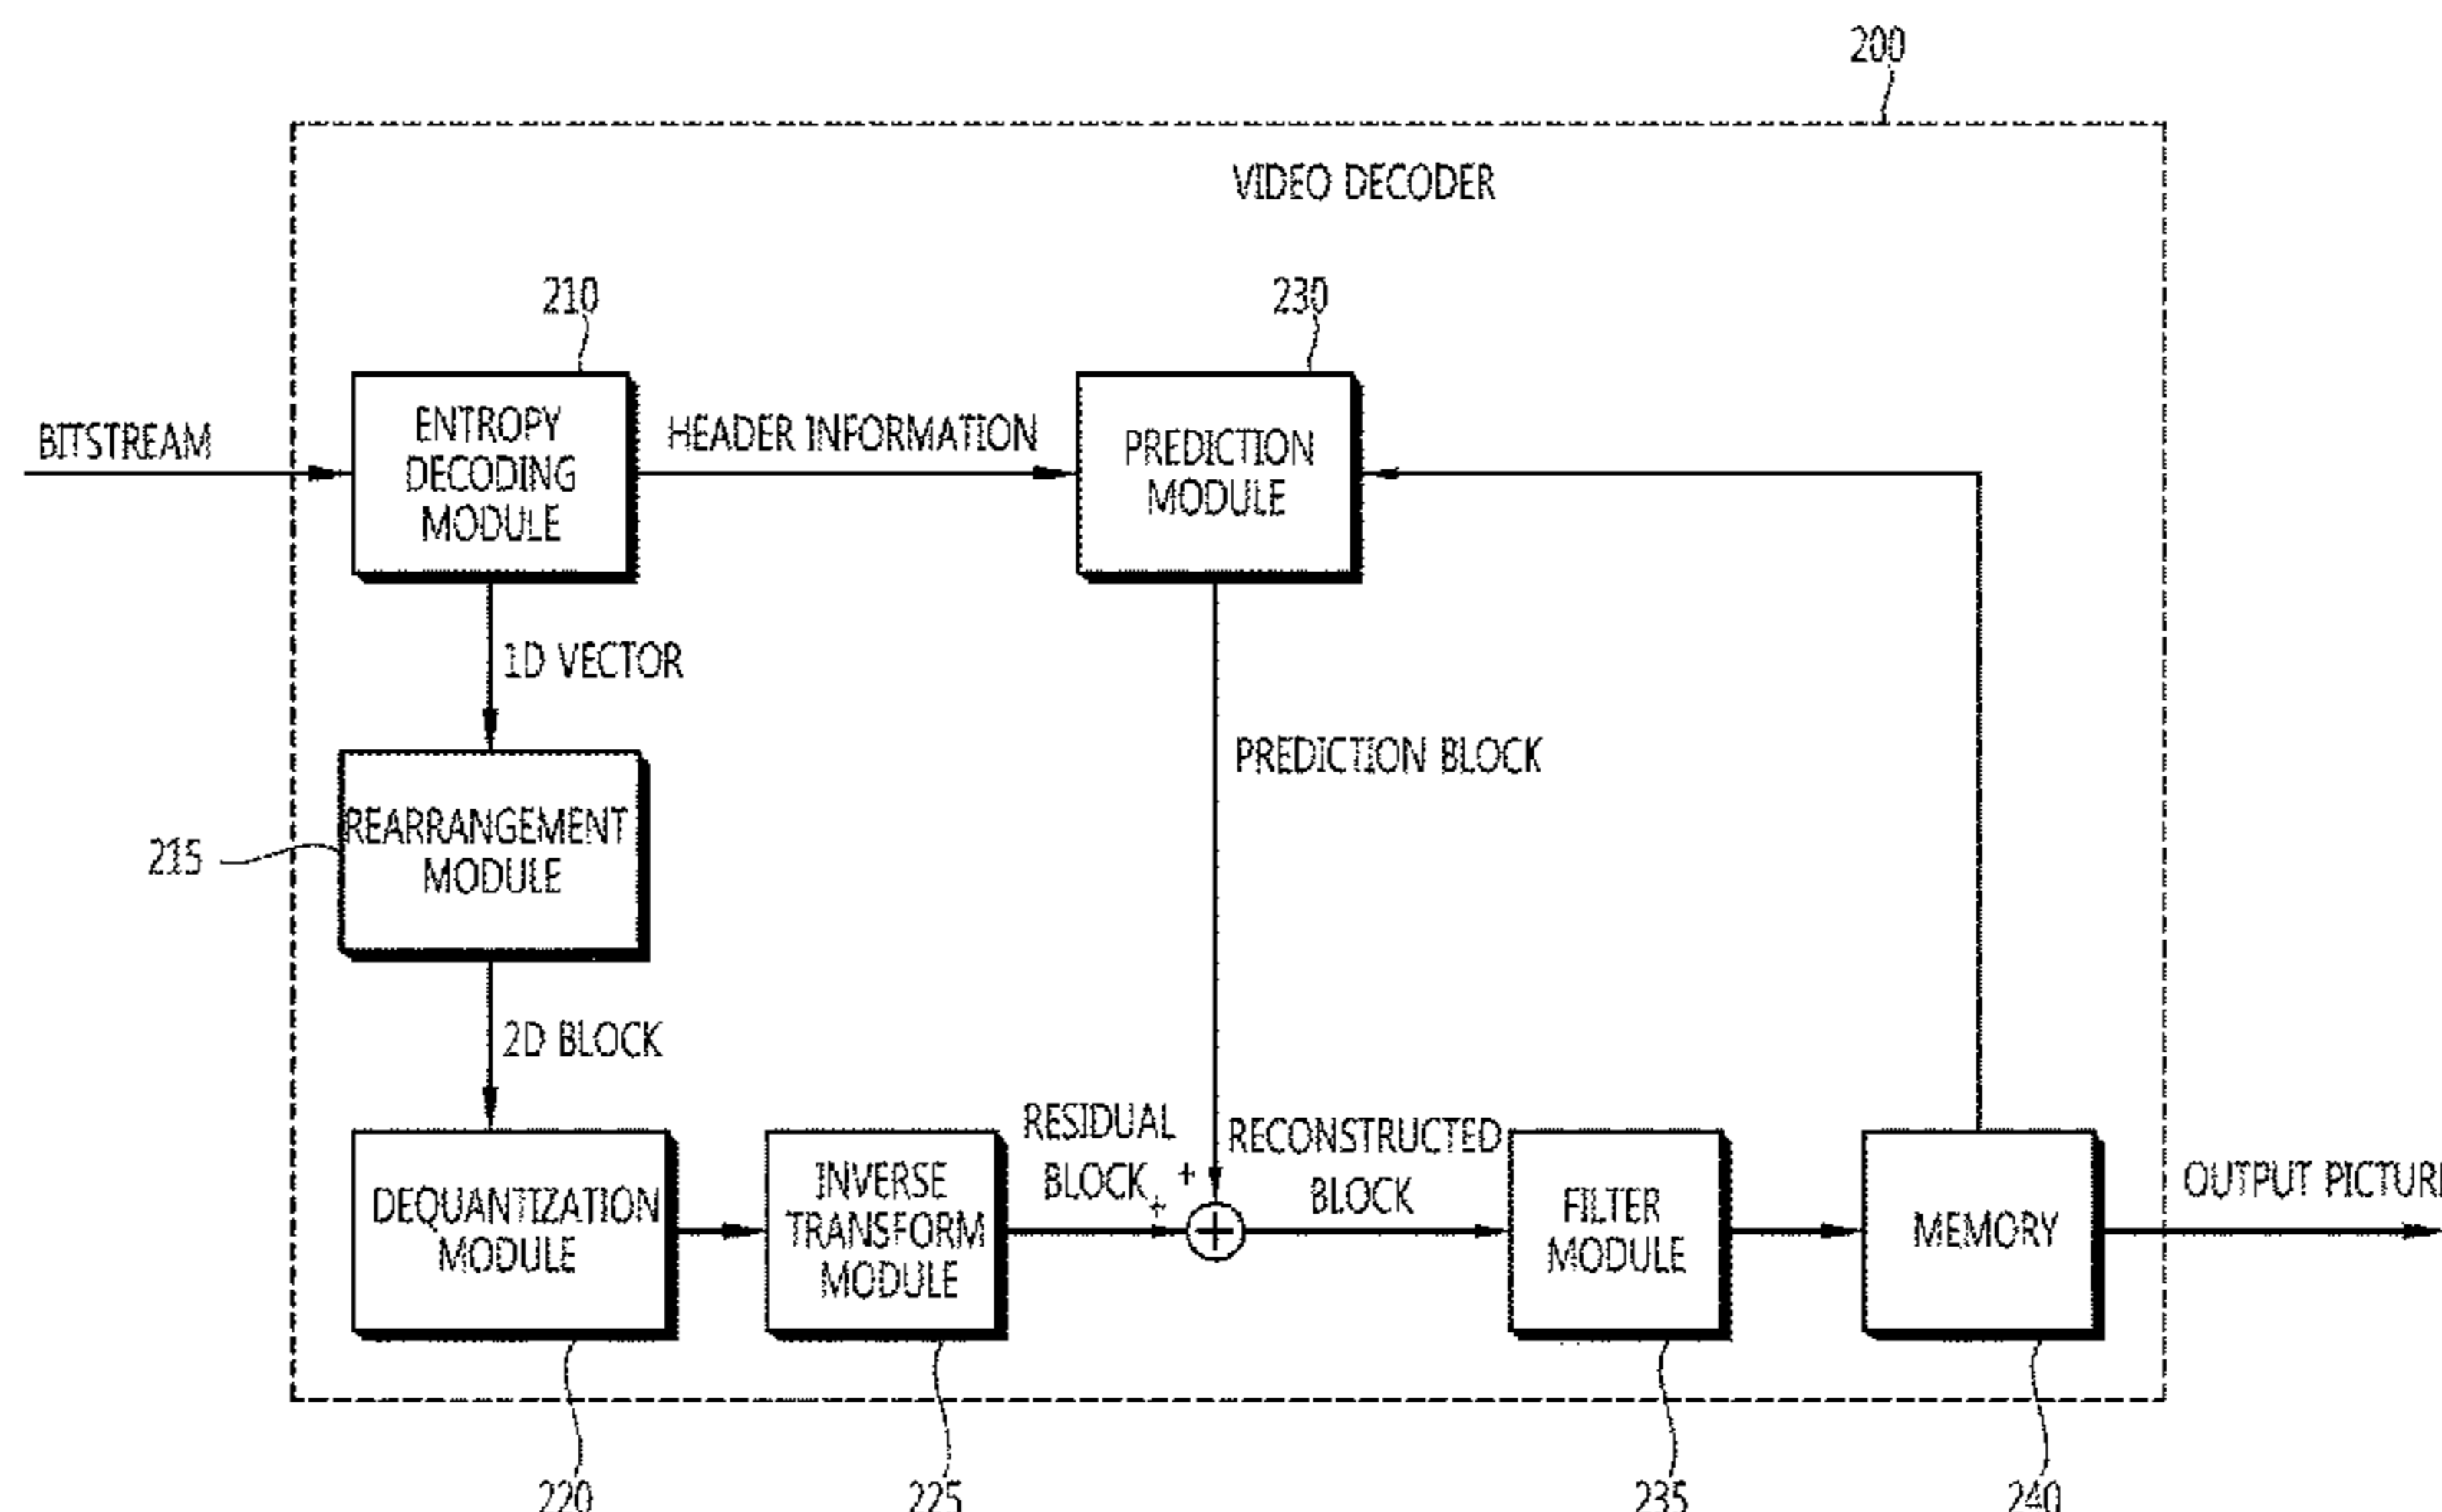 200
VIDEO DECODER
210
230
BITSTREAM
ENTROPY
DECODING
MODULE
HEADER INFORMATION
PREDICTION
MODULE
1D VECTOR
PREDICTION BLOCK
215
REARRANGEMENT
MODULE
2D BLOCK
DEQUANTIZATION
MODULE
INVERSE
TRANSFORM
MODULE
RESIDUAL
BLOCK
+
+
+
RECONSTRUCTED
BLOCK
FILTER
MODULE
MEMORY
OUTPUT PICTURE
220
225
235
240